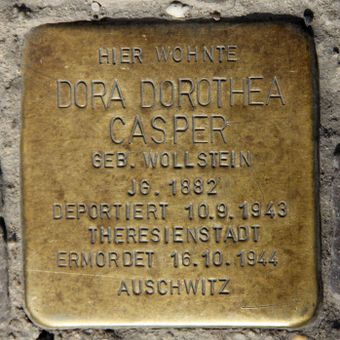 HIER WOHNTE
DORA DOROTHEA
CASPER
GEB. WOLLSTEIN
JG. 1882
DEPORTIERT 10.9.1943
THERESIENSTADT
ERMORDET 16.10.1944
AUSCHWITZ